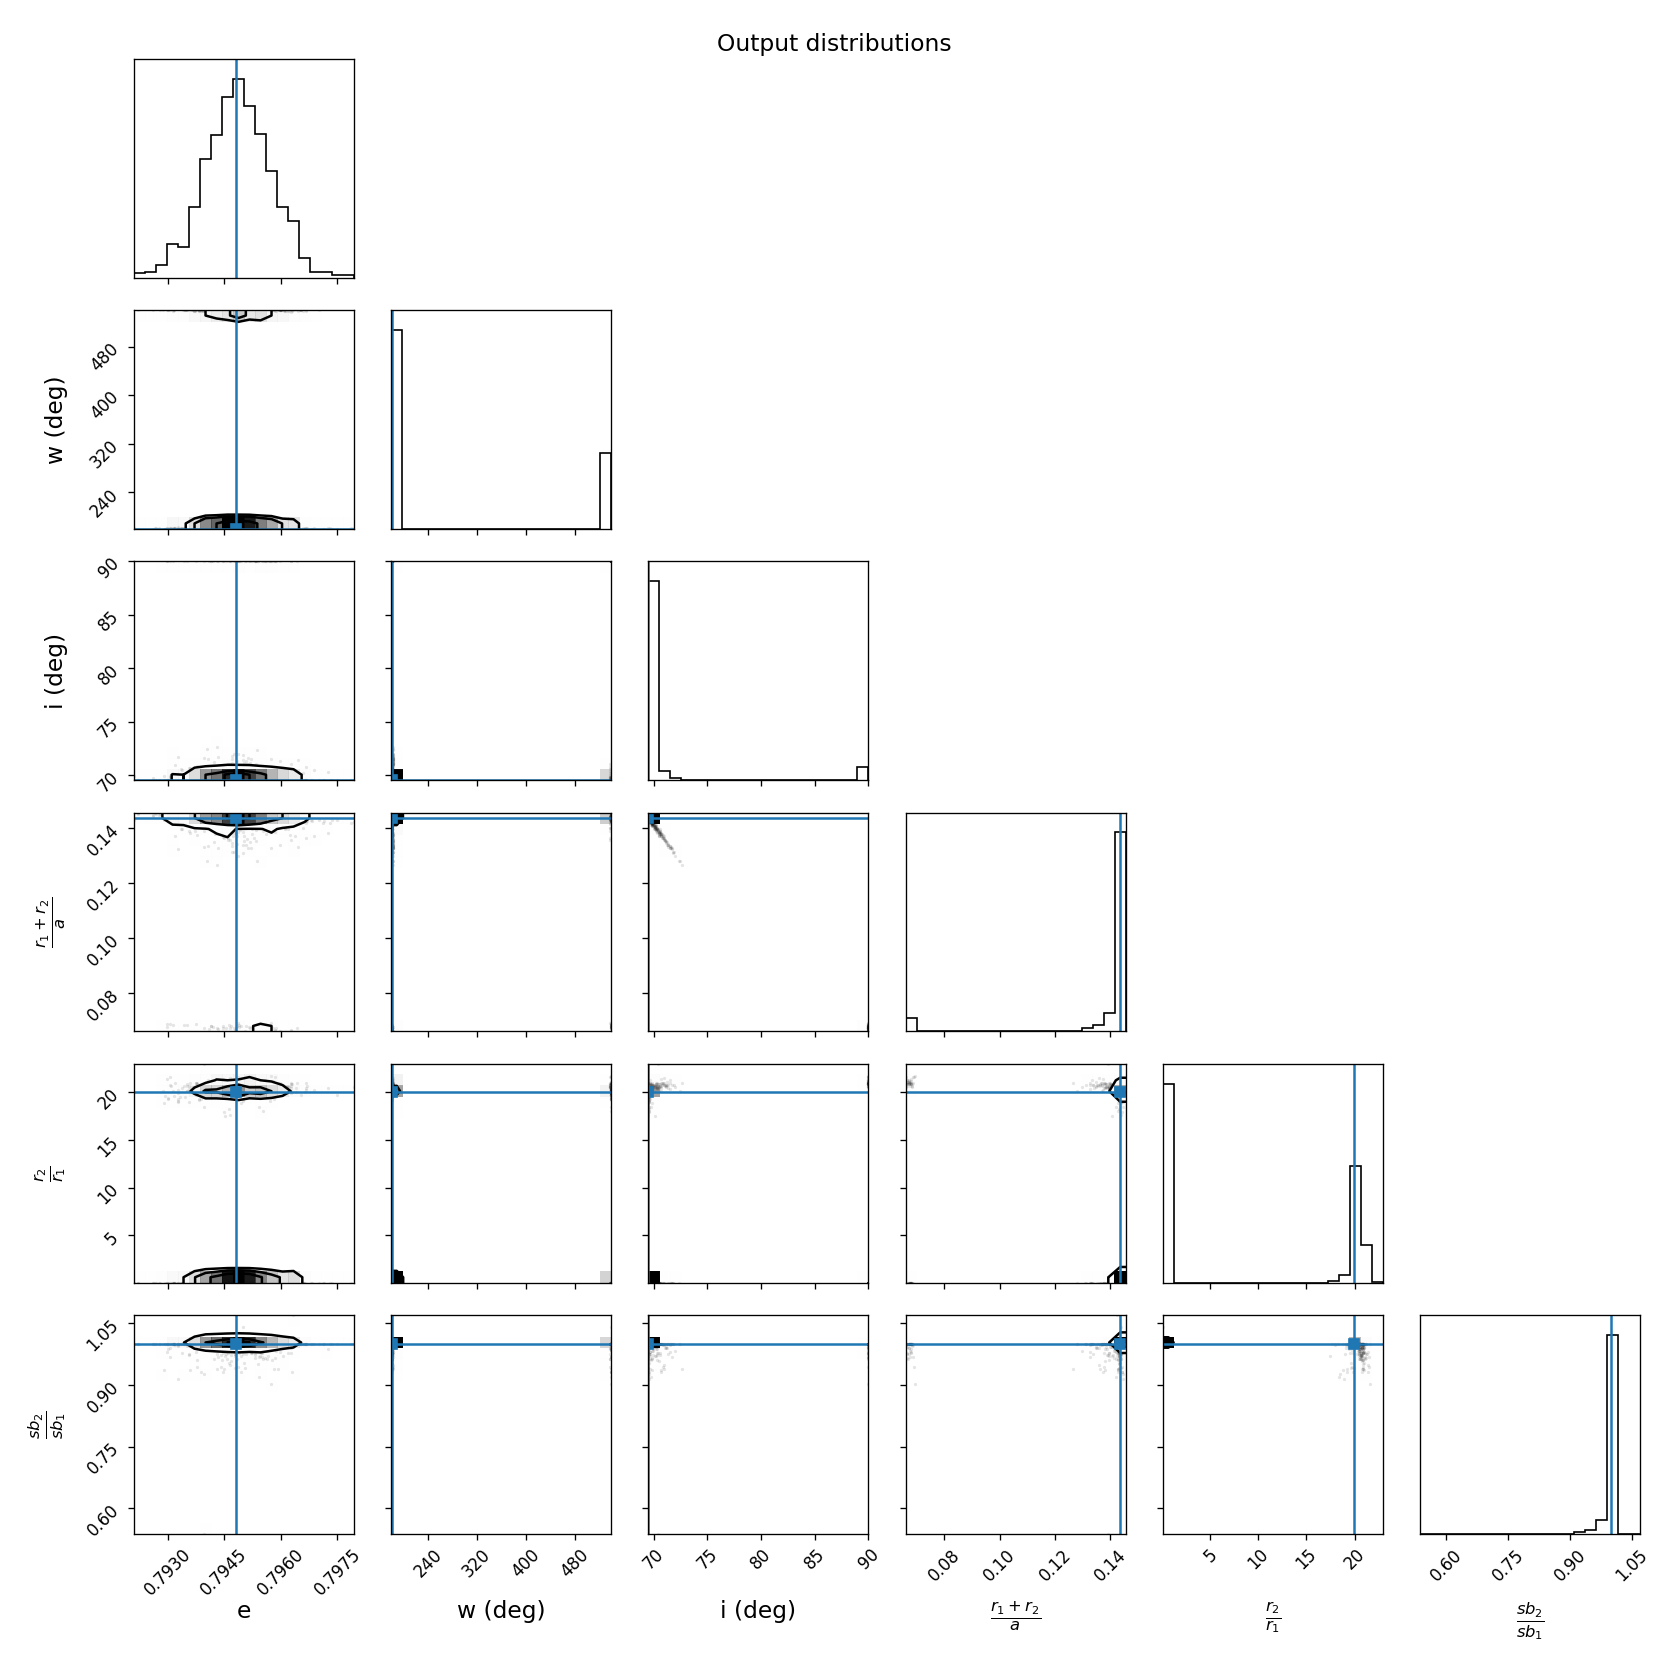 Output distributions
w (deg)
480
400
320
240
i (deg)
90
85
80
75
70
r₁ + r₂
a
0.14
0.12
0.10
0.08
r₂
r₁
20
15
10
5
sb₂
sb₁
1.05
0.90
0.75
0.60
0.7930 0.7945 0.7960 0.7975
240 320 400 480
70 75 80 85 90
0.08 0.10 0.12 0.14
5 10 15 20
0.60 0.75 0.90 1.05
e
w (deg)
i (deg)
r₁ + r₂
a
r₂
r₁
sb₂
sb₁